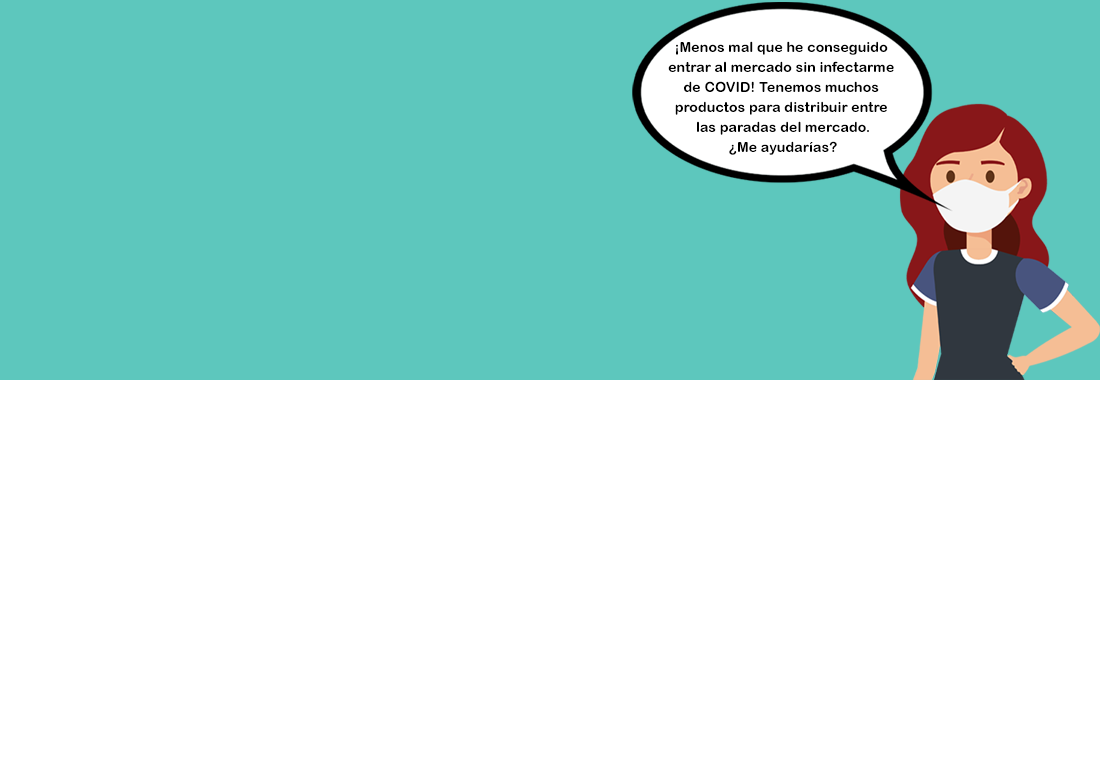 ¡Menos mal que he conseguido
entrar al mercado sin infectarme
de COVID! Tenemos muchos
productos para distribuir entre
las paradas del mercado.
¿Me ayudarías?